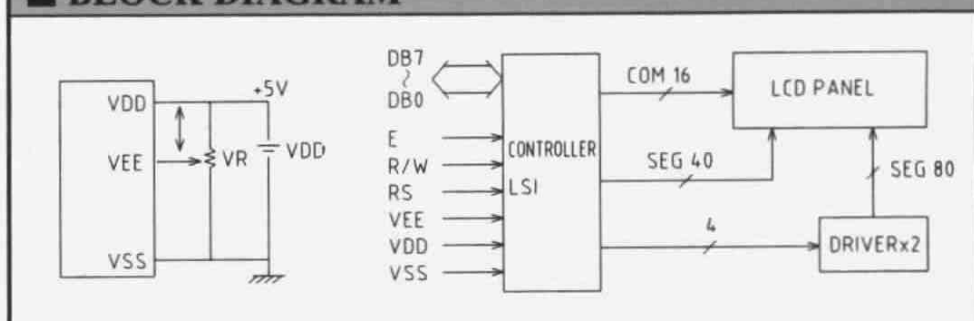 ■ BLOCK DIAGRAM
VDD
+5V
VEE
VR
VDD
VSS
DB7
~
DB0
E
R/W
RS
VEE
VDD
VSS
CONTROLLER
LSI
COM 16
SEG 40
4
LCD PANEL
SEG 80
DRIVERx2